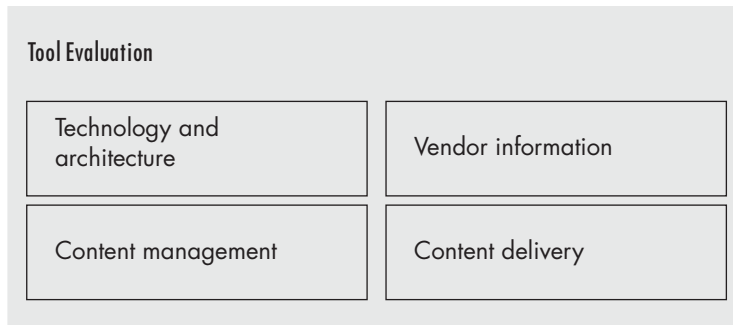 Tool Evaluation
Technology and
architecture
Vendor information
Content management
Content delivery